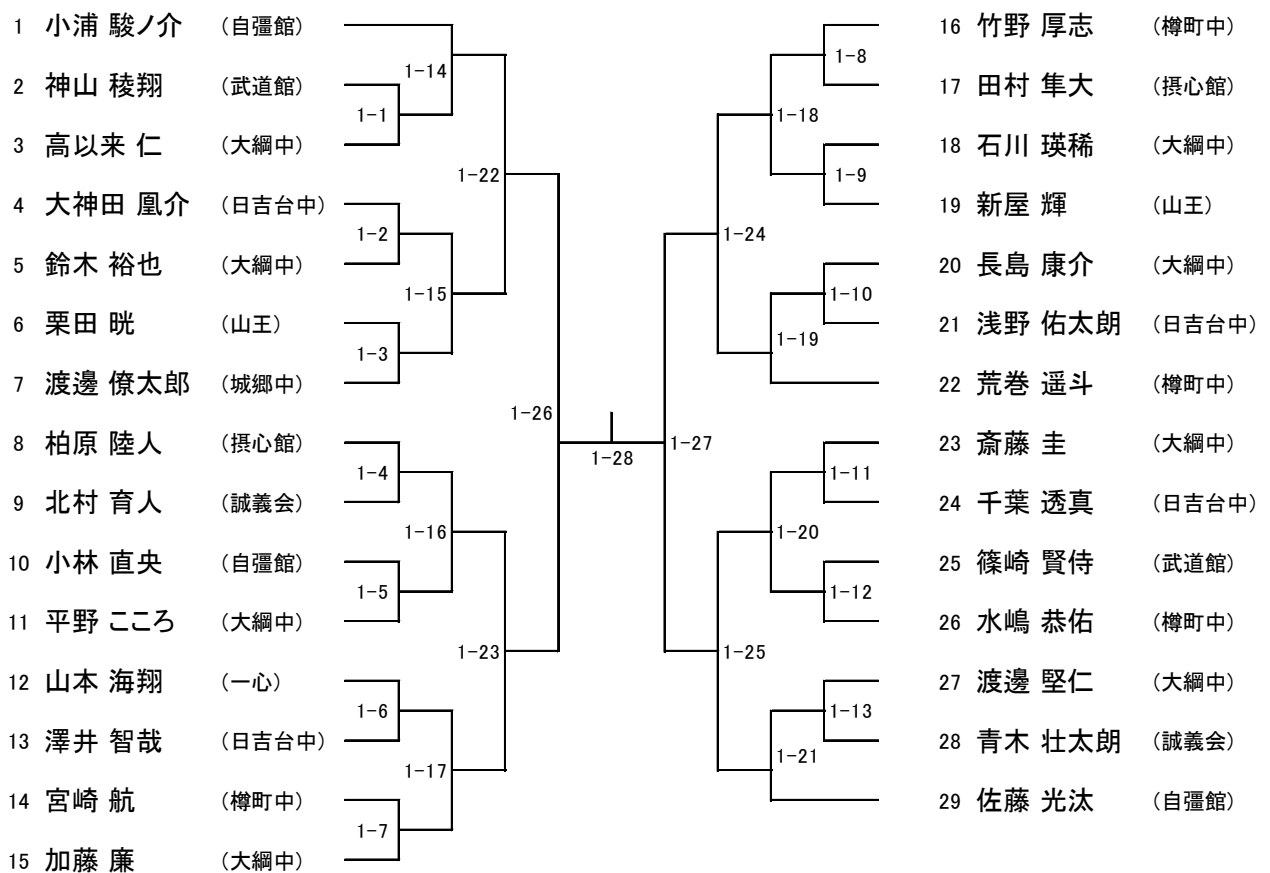 1 小浦 駿ノ介 (自彊館)
2 神山 稜翔 (武道館)
3 高以来 仁 (大綱中)
4 大神田 凰介 (日吉台中)
5 鈴木 裕也 (大綱中)
6 栗田 晄 (山王)
7 渡邊 僚太郎 (城郷中)
8 柏原 陸人 (摂心館)
9 北村 育人 (誠義会)
10 小林 直央 (自彊館)
11 平野 こころ (大綱中)
12 山本 海翔 (一心)
13 澤井 智哉 (日吉台中)
14 宮崎 航 (樽町中)
15 加藤 廉 (大綱中)
1-1
1-2
1-3
1-4
1-5
1-6
1-7
1-14
1-15
1-16
1-17
1-22
1-23
1-26
1-28
1-27
1-24
1-25
1-18
1-19
1-20
1-21
1-8
1-9
1-10
1-11
1-12
1-13
16 竹野 厚志 (樽町中)
17 田村 隼大 (摂心館)
18 石川 瑛稀 (大綱中)
19 新屋 輝 (山王)
20 長島 康介 (大綱中)
21 浅野 佑太朗 (日吉台中)
22 荒巻 遥斗 (樽町中)
23 斎藤 圭 (大綱中)
24 千葉 透真 (日吉台中)
25 篠崎 賢侍 (武道館)
26 水嶋 恭佑 (樽町中)
27 渡邊 堅仁 (大綱中)
28 青木 壮太朗 (誠義会)
29 佐藤 光汰 (自彊館)